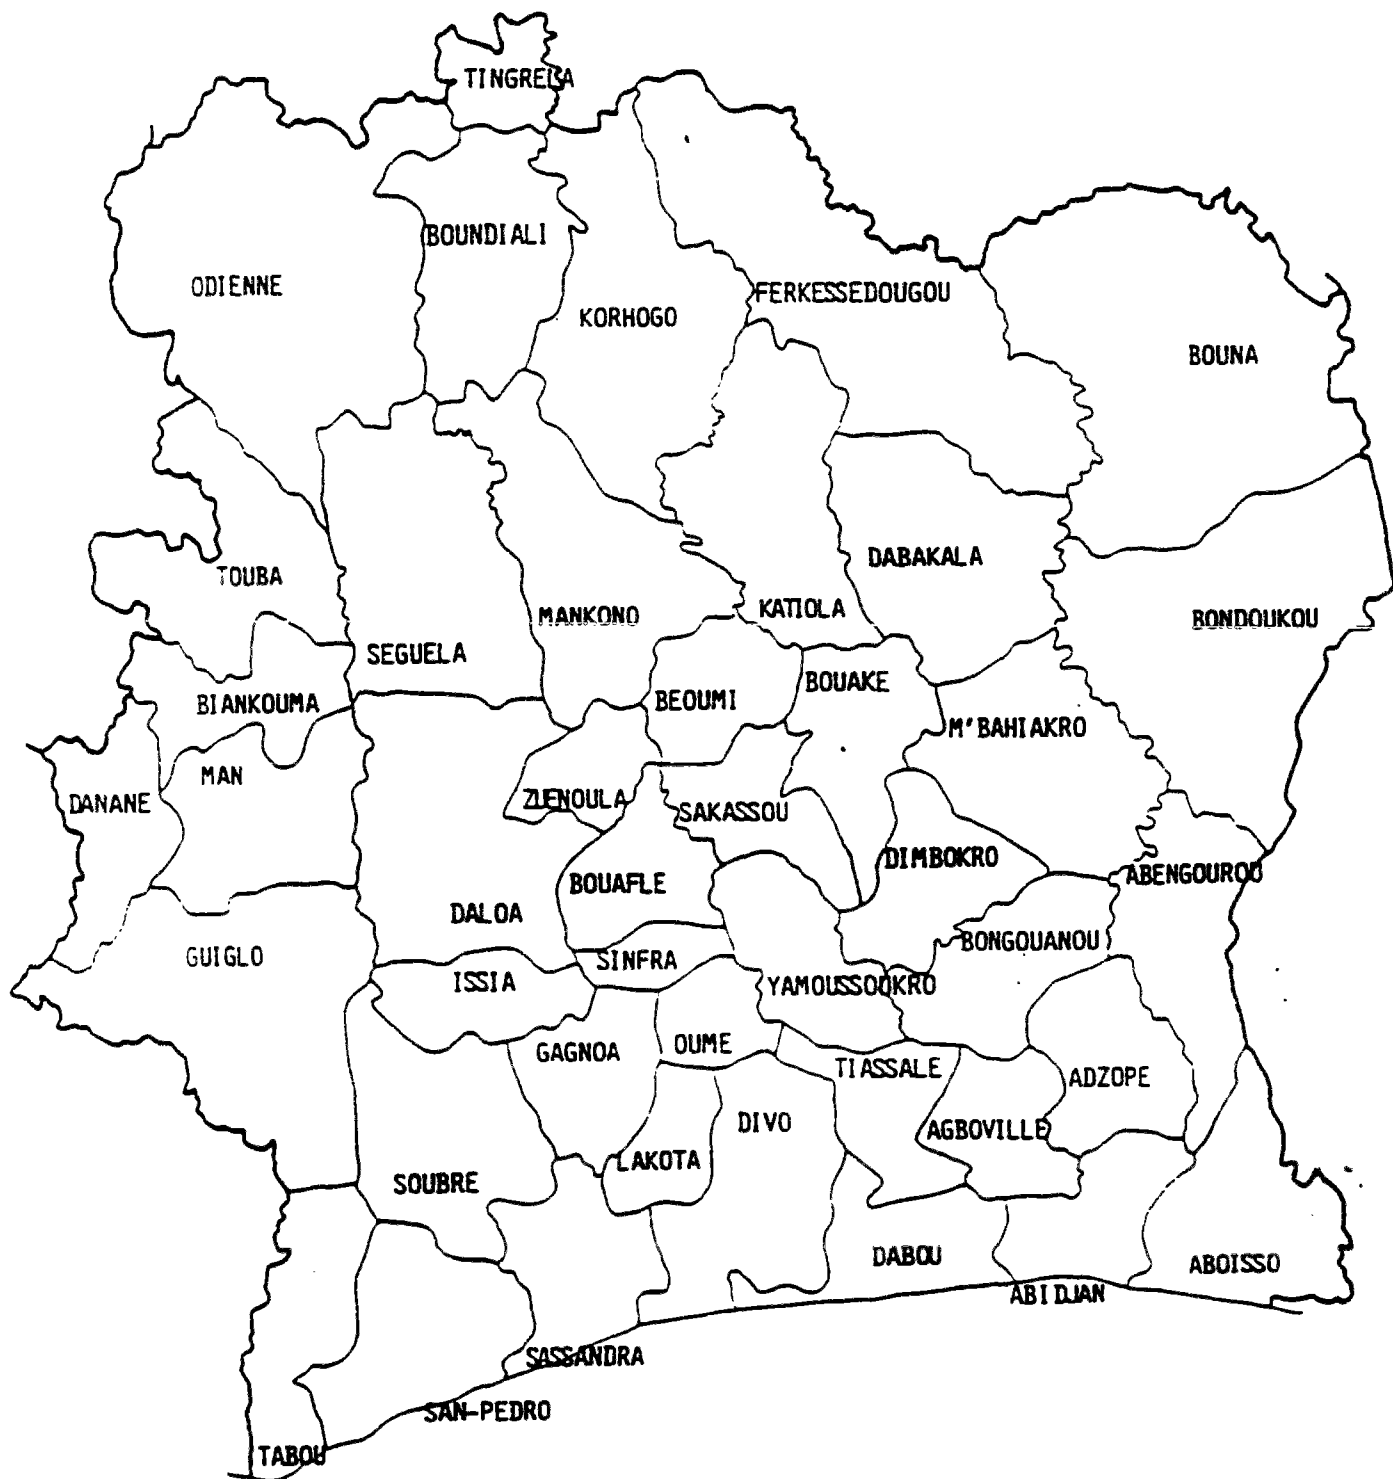 TINGRELA
BOUNDIALI
ODIENNE
FERKESSEDOUGOU
KORHOGO
BOUNA
DABAKALA
TOUBA
KATIOLA
MANKONO
BONDOUKOU
SEGUELA
BOUAKE
BEOUMI
BIANKOUMA
M'BAHIAKRO
MAN
ZUENOULA
DANANE
SAKASSOU
DIMBOKRO
ABENGOUROU
BOUAFLE
DALOA
BONGOUANOU
GUIGLO
SINFRA
ISSIA
YAMOUSSOUKRO
OUME
GAGNOA
TIASSALE
ADZOPE
DIVO
AGBOVILLE
LAKOTA
SOUBRE
DABOU
ABOISSO
ABIDJAN
SASSANDRA
SAN-PEDRO
TABOU